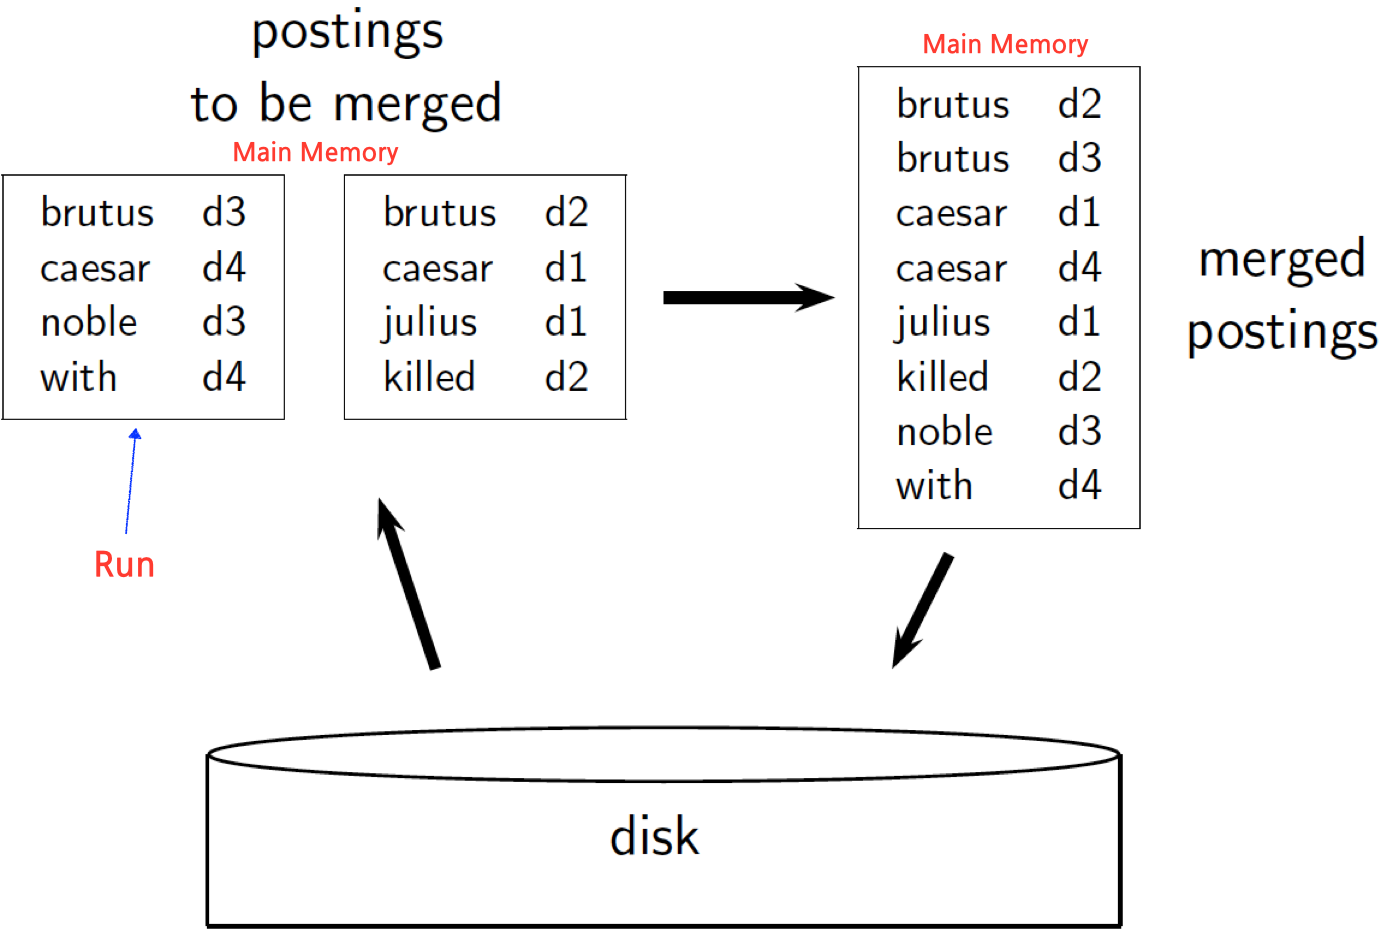 postings
to be merged
Main Memory
brutus d3
caesar d4
noble d3
with d4
brutus d2
caesar d1
julius d1
killed d2
Run
Main Memory
brutus d2
brutus d3
caesar d1
caesar d4
julius d1
killed d2
noble d3
with d4
merged
postings
disk